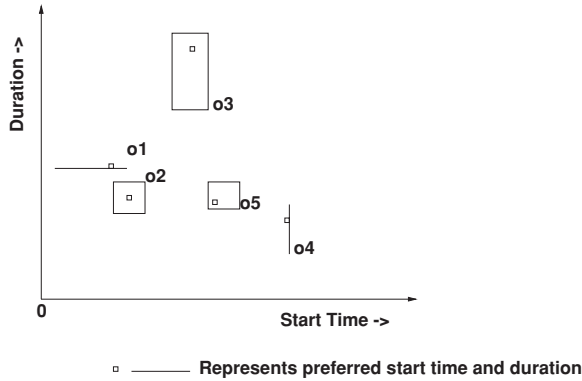 Duration ->
o3
o1
o2
o5
o4
0
Start Time ->
Represents preferred start time and duration